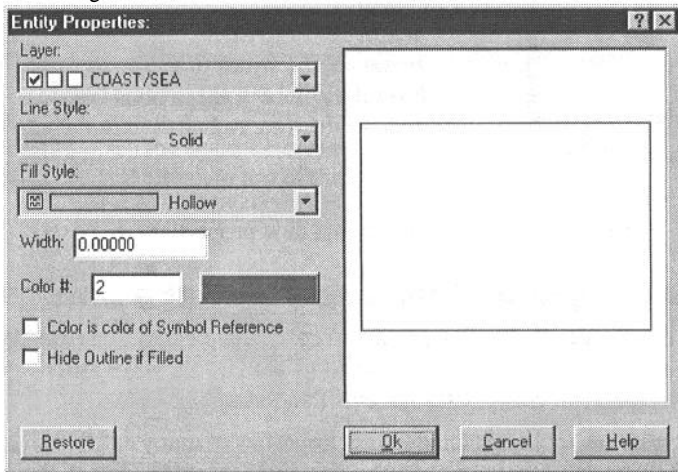 Entity Properties:
Layer:
COAST/SEA
Line Style:
Solid
Fill Style:
Hollow
Width: 0.00000
Color #: 2
Color is color of Symbol Reference
Hide Outline if Filled
Restore
Ok
Cancel
Help